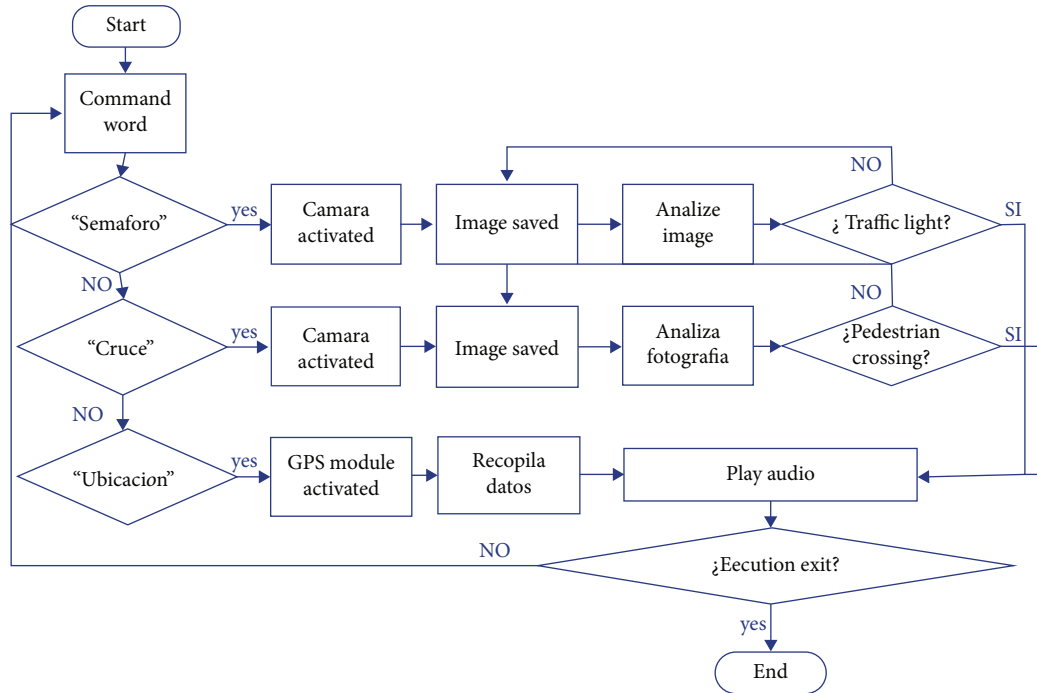 Start
Command
word
NO
"Semaforo"
yes
Camara
activated
Image saved
Analize
image
¿ Traffic light?
SI
NO
NO
"Cruce"
yes
Camara
activated
Image saved
Analiza
fotografia
¿Pedestrian
crossing?
SI
NO
"Ubicacion"
yes
GPS module
activated
Recopila
datos
Play audio
NO
¿Eecution exit?
yes
End